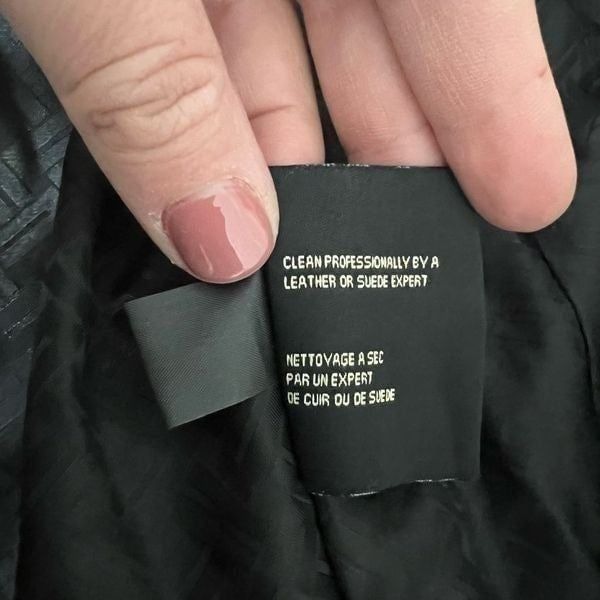 CLEAN PROFESSIONALLY BY A
LEATHER OR SUEDE EXPERT
NETTOYAGE A SEC
PAR UN EXPERT
DE CUIR OU DE SUEDE